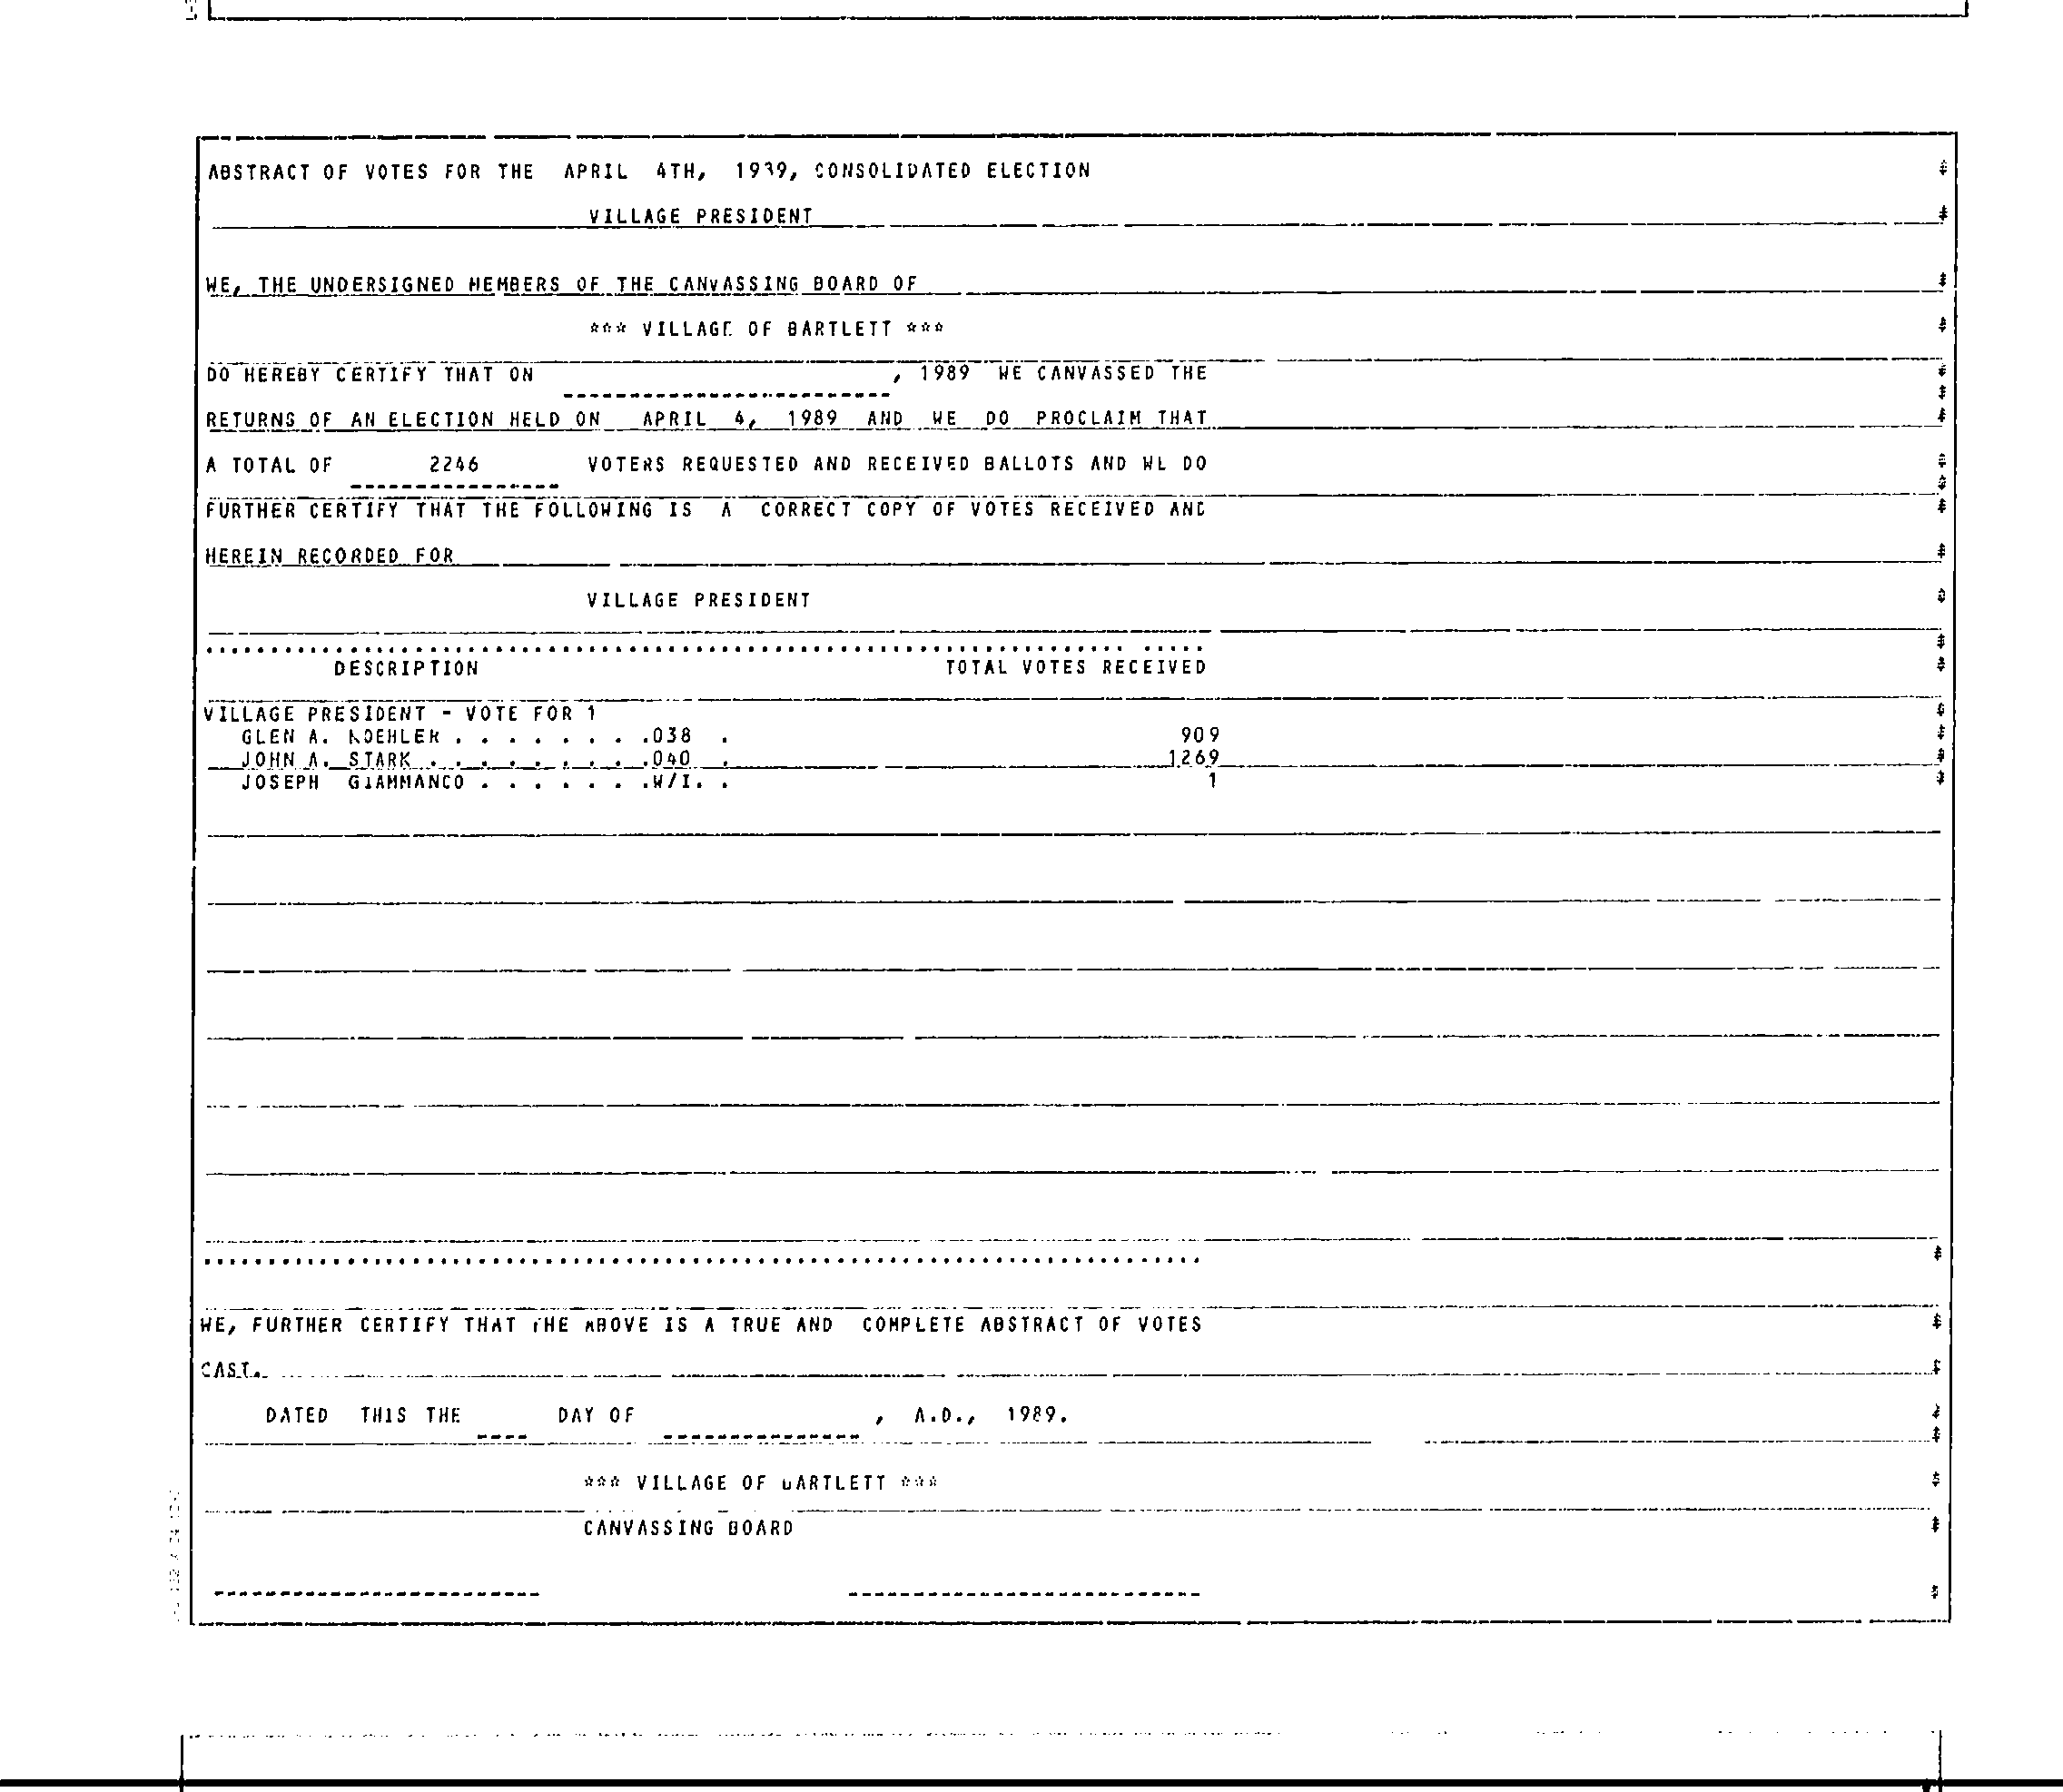 ABSTRACT OF VOTES FOR THE APRIL 4TH, 1989, CONSOLIDATED ELECTION
VILLAGE PRESIDENT
WE, THE UNDERSIGNED MEMBERS OF THE CANVASSING BOARD OF
*** VILLAGE OF BARTLETT ***
DO HEREBY CERTIFY THAT ON , 1989 WE CANVASSED THE
RETURNS OF AN ELECTION HELD ON APRIL 4, 1989 AND WE DO PROCLAIM THAT
A TOTAL OF 2246 VOTERS REQUESTED AND RECEIVED BALLOTS AND WE DO
FURTHER CERTIFY THAT THE FOLLOWING IS A CORRECT COPY OF VOTES RECEIVED AND
HEREIN RECORDED FOR
VILLAGE PRESIDENT
DESCRIPTION TOTAL VOTES RECEIVED
VILLAGE PRESIDENT - VOTE FOR 1
GLEN A. KOEHLER . . . . . . . .038 . 909
JOHN A. STARK . . . . . . . . .040 . 1269
JOSEPH GIAMMANCO . . . . . . .W/I. . 1
WE, FURTHER CERTIFY THAT THE ABOVE IS A TRUE AND COMPLETE ABSTRACT OF VOTES
CAST.
DATED THIS THE ---- DAY OF --------------- , A.D., 1989.
*** VILLAGE OF BARTLETT ***
CANVASSING BOARD